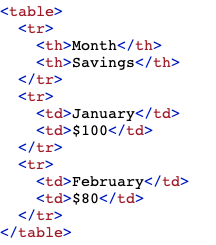 <table>
  <tr>
    <th>Month</th>
    <th>Savings</th>
  </tr>
  <tr>
    <td>January</td>
    <td>$100</td>
  </tr>
  <tr>
    <td>February</td>
    <td>$80</td>
  </tr>
</table>